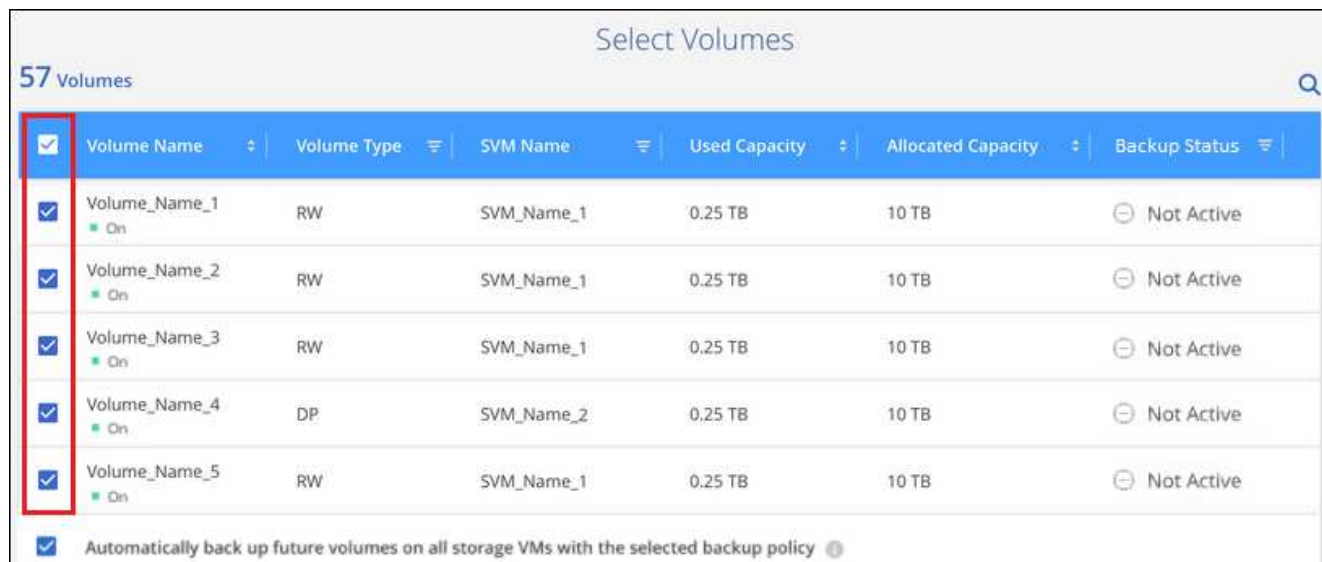 Select Volumes
57 Volumes
Volume Name Volume Type SVM Name Used Capacity Allocated Capacity Backup Status
Volume_Name_1
On
RW SVM_Name_1 0.25 TB 10 TB Not Active
Volume_Name_2
On
RW SVM_Name_1 0.25 TB 10 TB Not Active
Volume_Name_3
On
RW SVM_Name_1 0.25 TB 10 TB Not Active
Volume_Name_4
On
DP SVM_Name_2 0.25 TB 10 TB Not Active
Volume_Name_5
On
RW SVM_Name_1 0.25 TB 10 TB Not Active
Automatically back up future volumes on all storage VMs with the selected backup policy